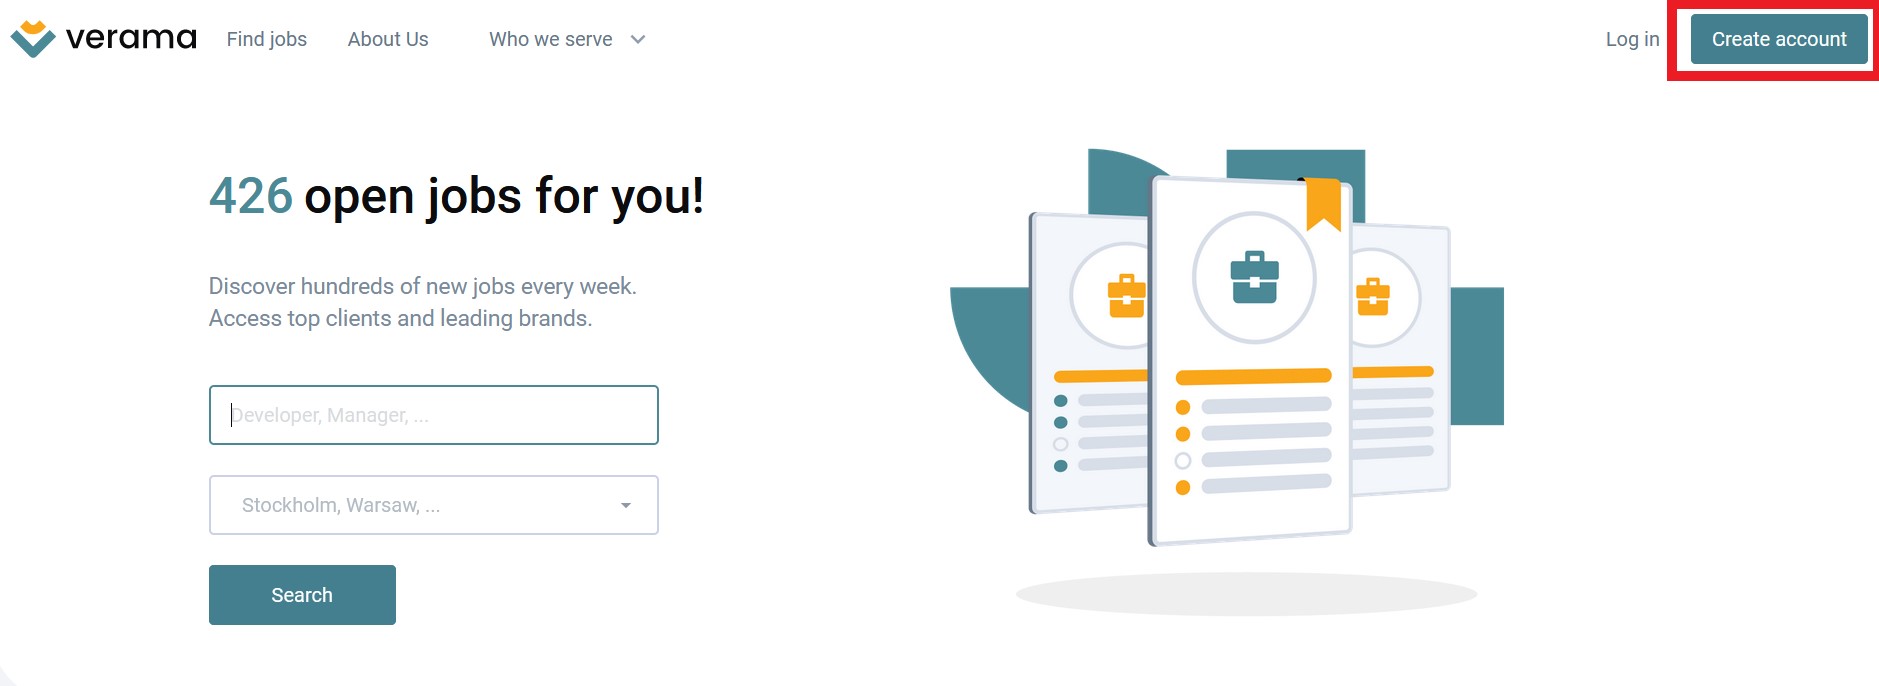 verama Find jobs About Us Who we serve Log in Create account
426 open jobs for you!
Discover hundreds of new jobs every week.
Access top clients and leading brands.
Developer, Manager, ...
Stockholm, Warsaw, ...
Search